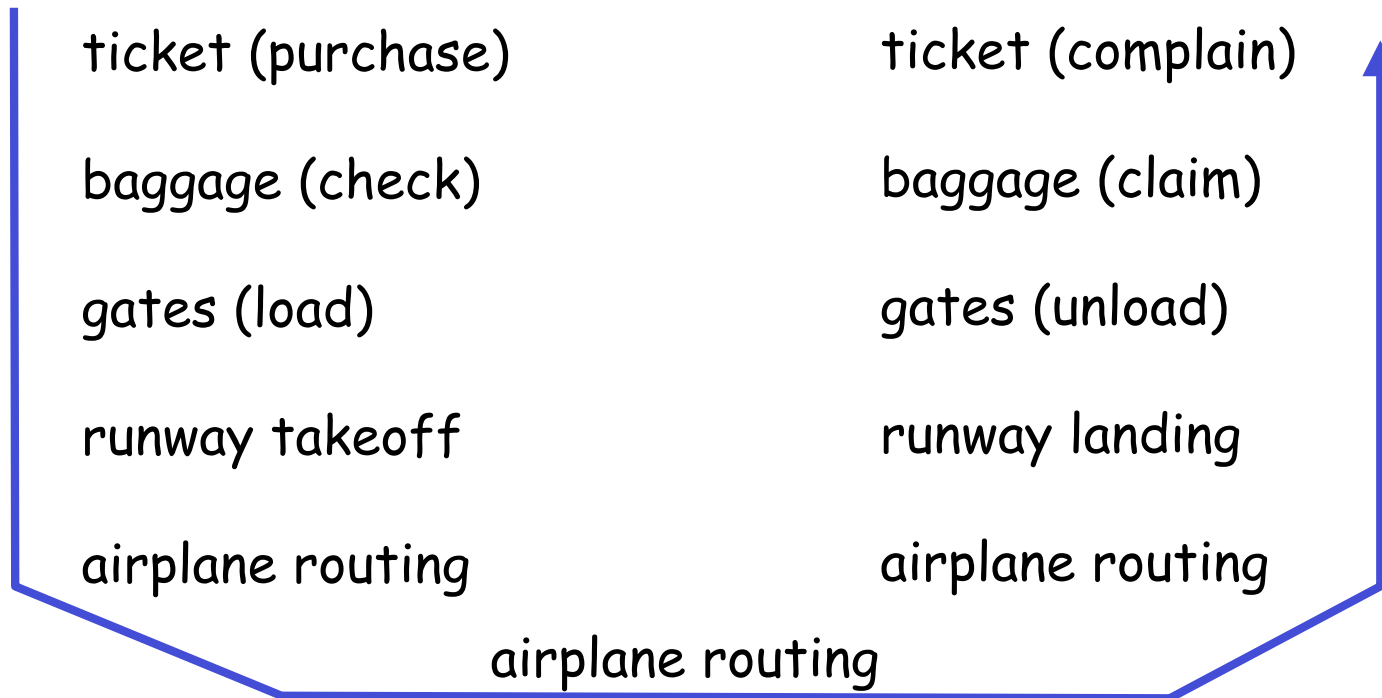 ticket (purchase)
baggage (check)
gates (load)
runway takeoff
airplane routing
ticket (complain)
baggage (claim)
gates (unload)
runway landing
airplane routing
airplane routing